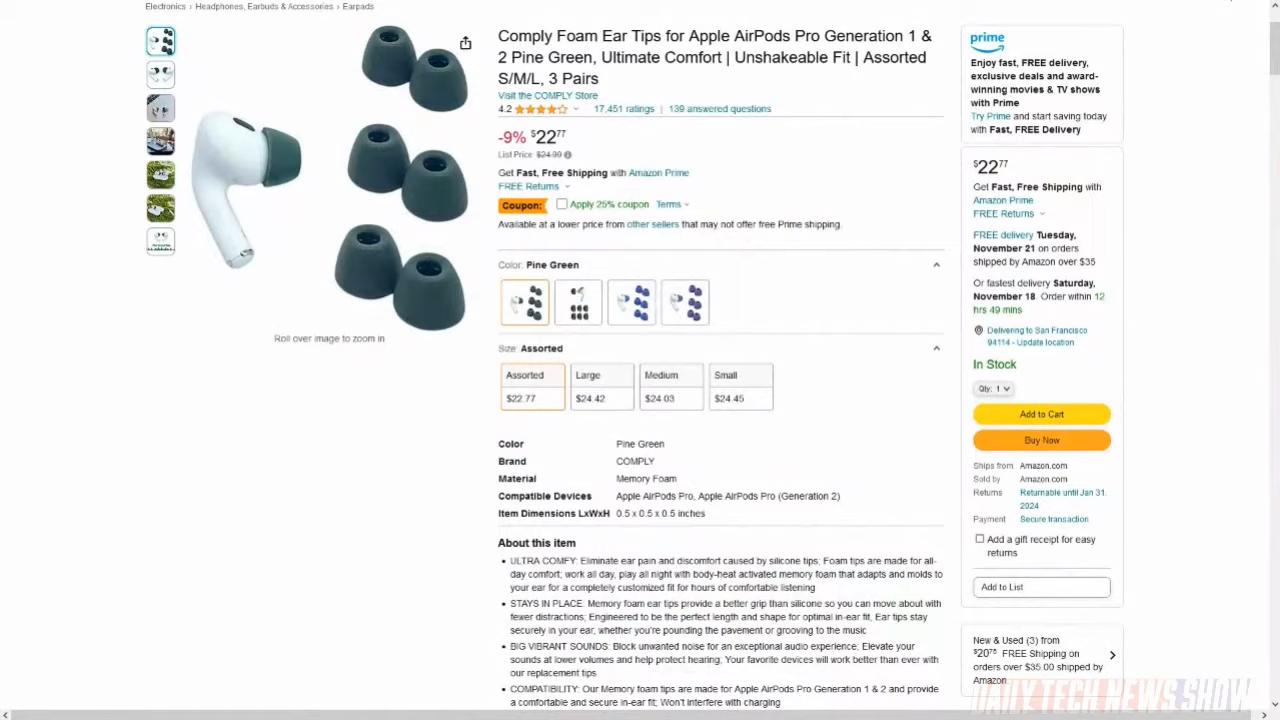 Electronics › Headphones, Earbuds & Accessories › Earpads
Comply Foam Ear Tips for Apple AirPods Pro Generation 1 &
2 Pine Green, Ultimate Comfort | Unshakeable Fit | Assorted
S/M/L, 3 Pairs
Visit the COMPLY Store
4.2 17,451 ratings | 139 answered questions
-9% $22 77
List Price: $24.99
Get Fast, Free Shipping with Amazon Prime
FREE Returns
Coupon: Apply 25% coupon Terms
Available at a lower price from other sellers that may not offer free Prime shipping.
Color: Pine Green
Roll over image to zoom in
Size: Assorted
Assorted Large Medium Small
$22.77 $24.42 $24.03 $24.45
Color Pine Green
Brand COMPLY
Material Memory Foam
Compatible Devices Apple AirPods Pro, Apple AirPods Pro (Generation 2)
Item Dimensions LxWxH 0.5 x 0.5 x 0.5 inches
About this item
• ULTRA COMFY: Eliminate ear pain and discomfort caused by silicone tips; Foam tips are made for all-
day comfort; work all day, play all night with body-heat activated memory foam that adapts and molds to
your ear for a completely customized fit for hours of comfortable listening
• STAYS IN PLACE: Memory foam ear tips provide a better grip than silicone so you can move about with
fewer distractions; Engineered to be the perfect length and shape for optimal in-ear fit, Ear tips stay
securely in your ear, whether you're pounding the pavement or grooving to the music
• BIG VIBRANT SOUNDS: Block unwanted noise for an exceptional audio experience; Elevate your
sounds at lower volumes and help protect hearing; Your favorite devices will work better than ever with
our replacement tips
• COMPATIBILITY: Our Memory foam tips are made for Apple AirPods Pro Generation 1 & 2 and provide
a comfortable and secure in-ear fit; Won't interfere with charging
prime
Enjoy fast, FREE delivery,
exclusive deals and award-
winning movies & TV shows
with Prime
Try Prime and start saving today
with Fast, FREE Delivery
$22 77
Get Fast, Free Shipping with
Amazon Prime
FREE Returns
FREE delivery Tuesday,
November 21 on orders
shipped by Amazon over $35
Or fastest delivery Saturday,
November 18. Order within 12
hrs 49 mins
Delivering to San Francisco
94114 - Update location
In Stock
Qty: 1
Add to Cart
Buy Now
Ships from Amazon.com
Sold by Amazon.com
Returns Returnable until Jan 31,
2024
Payment Secure transaction
Add a gift receipt for easy
returns
Add to List
New & Used (3) from
$20 FREE Shipping on
orders over $35.00 shipped by
Amazon
DAILY TECH NEWS SHOW